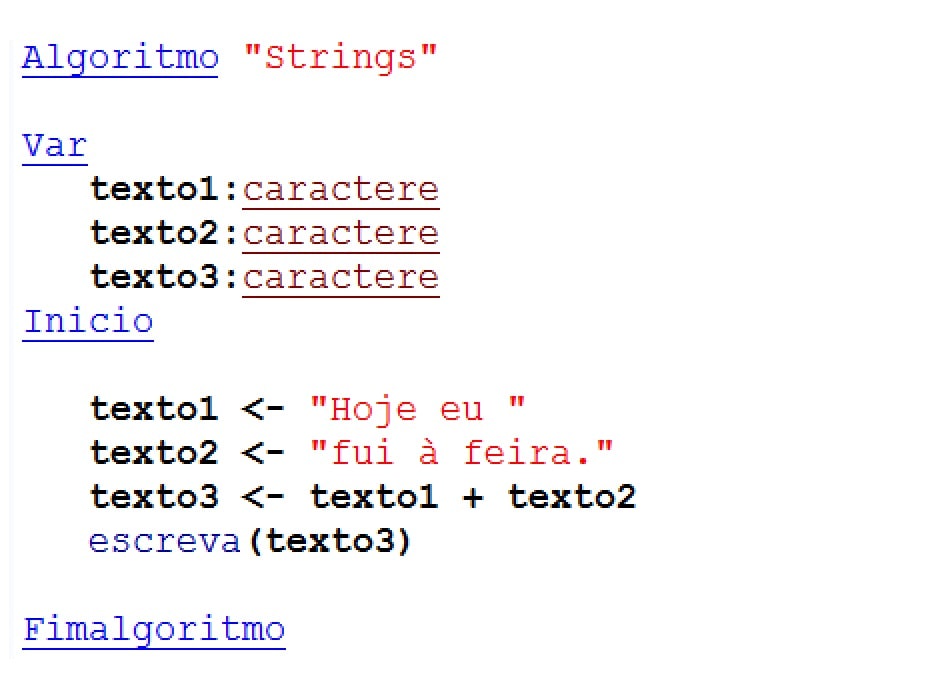 Algoritmo "Strings"
Var
texto1:caractere
texto2:caractere
texto3:caractere
Inicio
texto1 <- "Hoje eu "
texto2 <- "fui à feira."
texto3 <- texto1 + texto2
escreva(texto3)
Fimalgoritmo